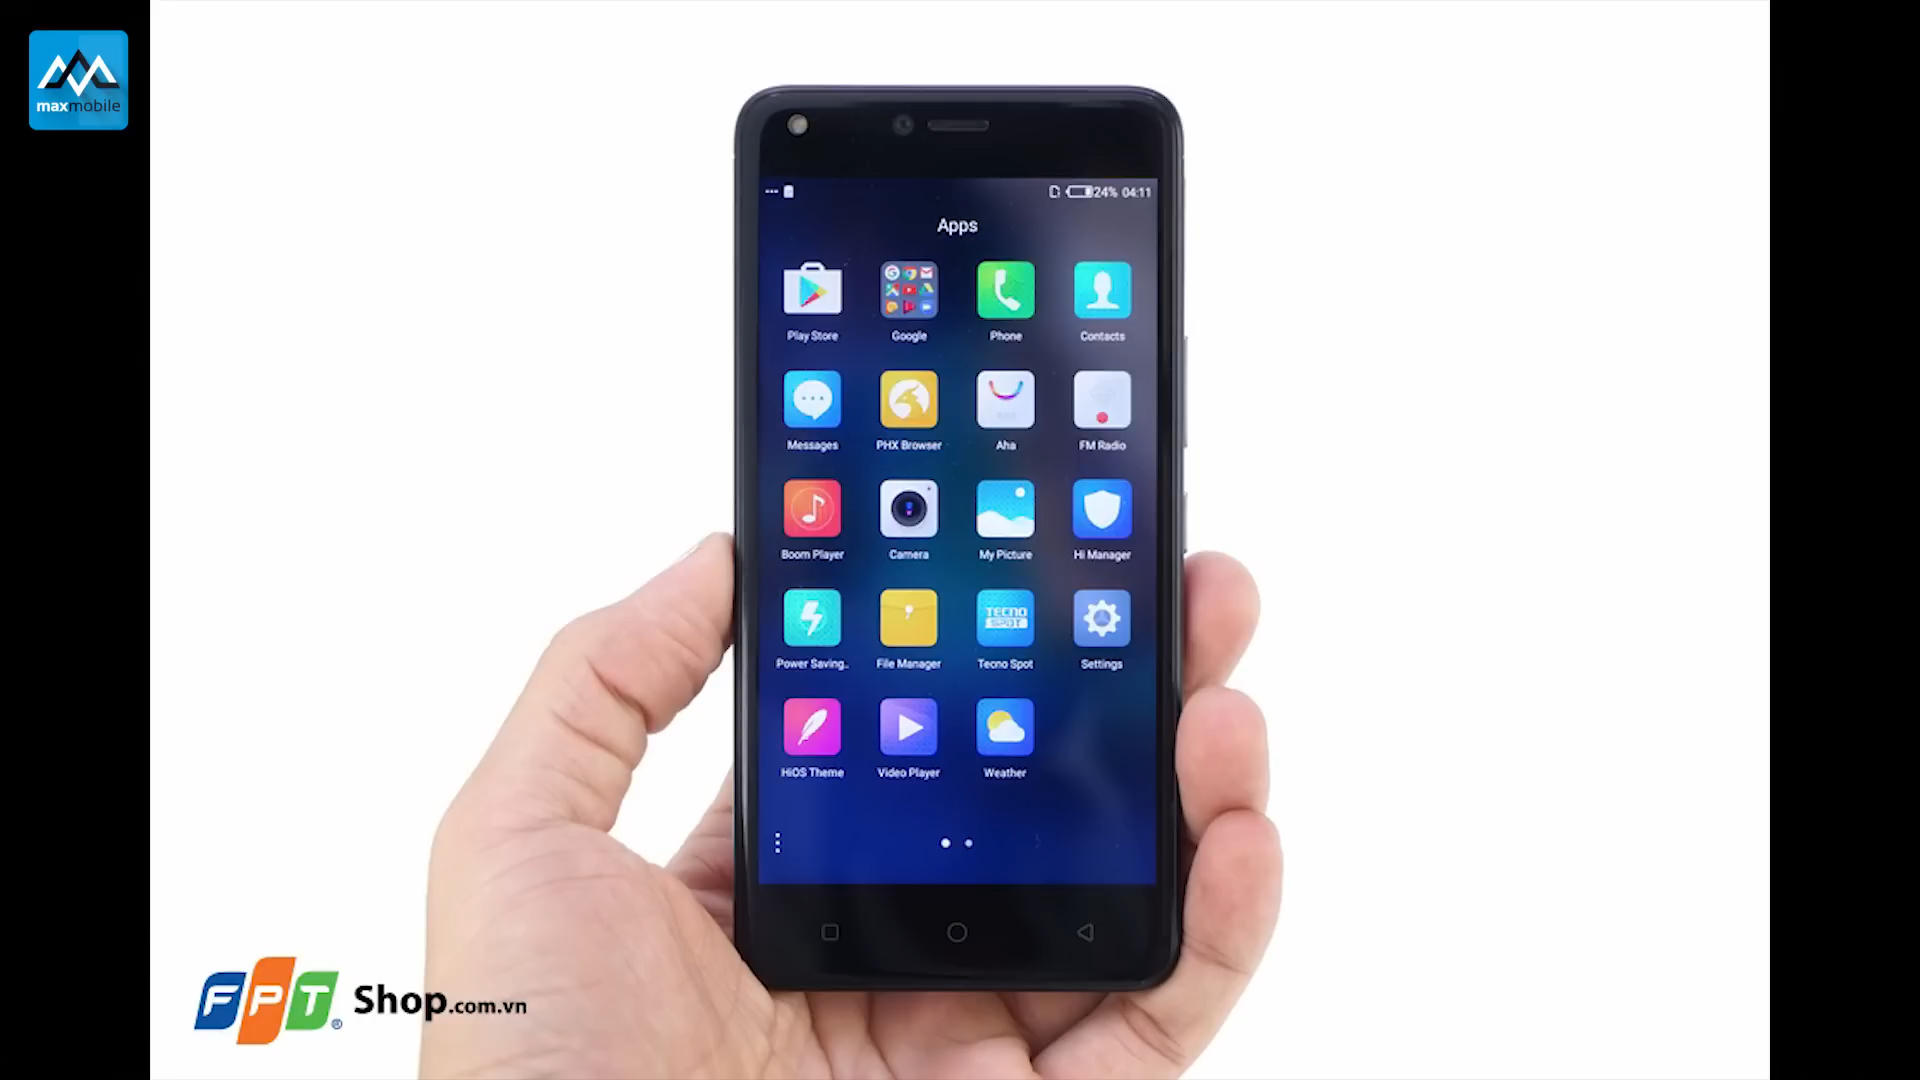 maxmobile
24% 04:11
Apps
Play Store Google Phone Contacts
Messages PHX Browser Aha FM Radio
Boom Player Camera My Picture Hi Manager
TECNO
SPOT
Power Saving.. File Manager Tecno Spot Settings
HiOS Theme Video Player Weather
FPT® Shop.com.vn